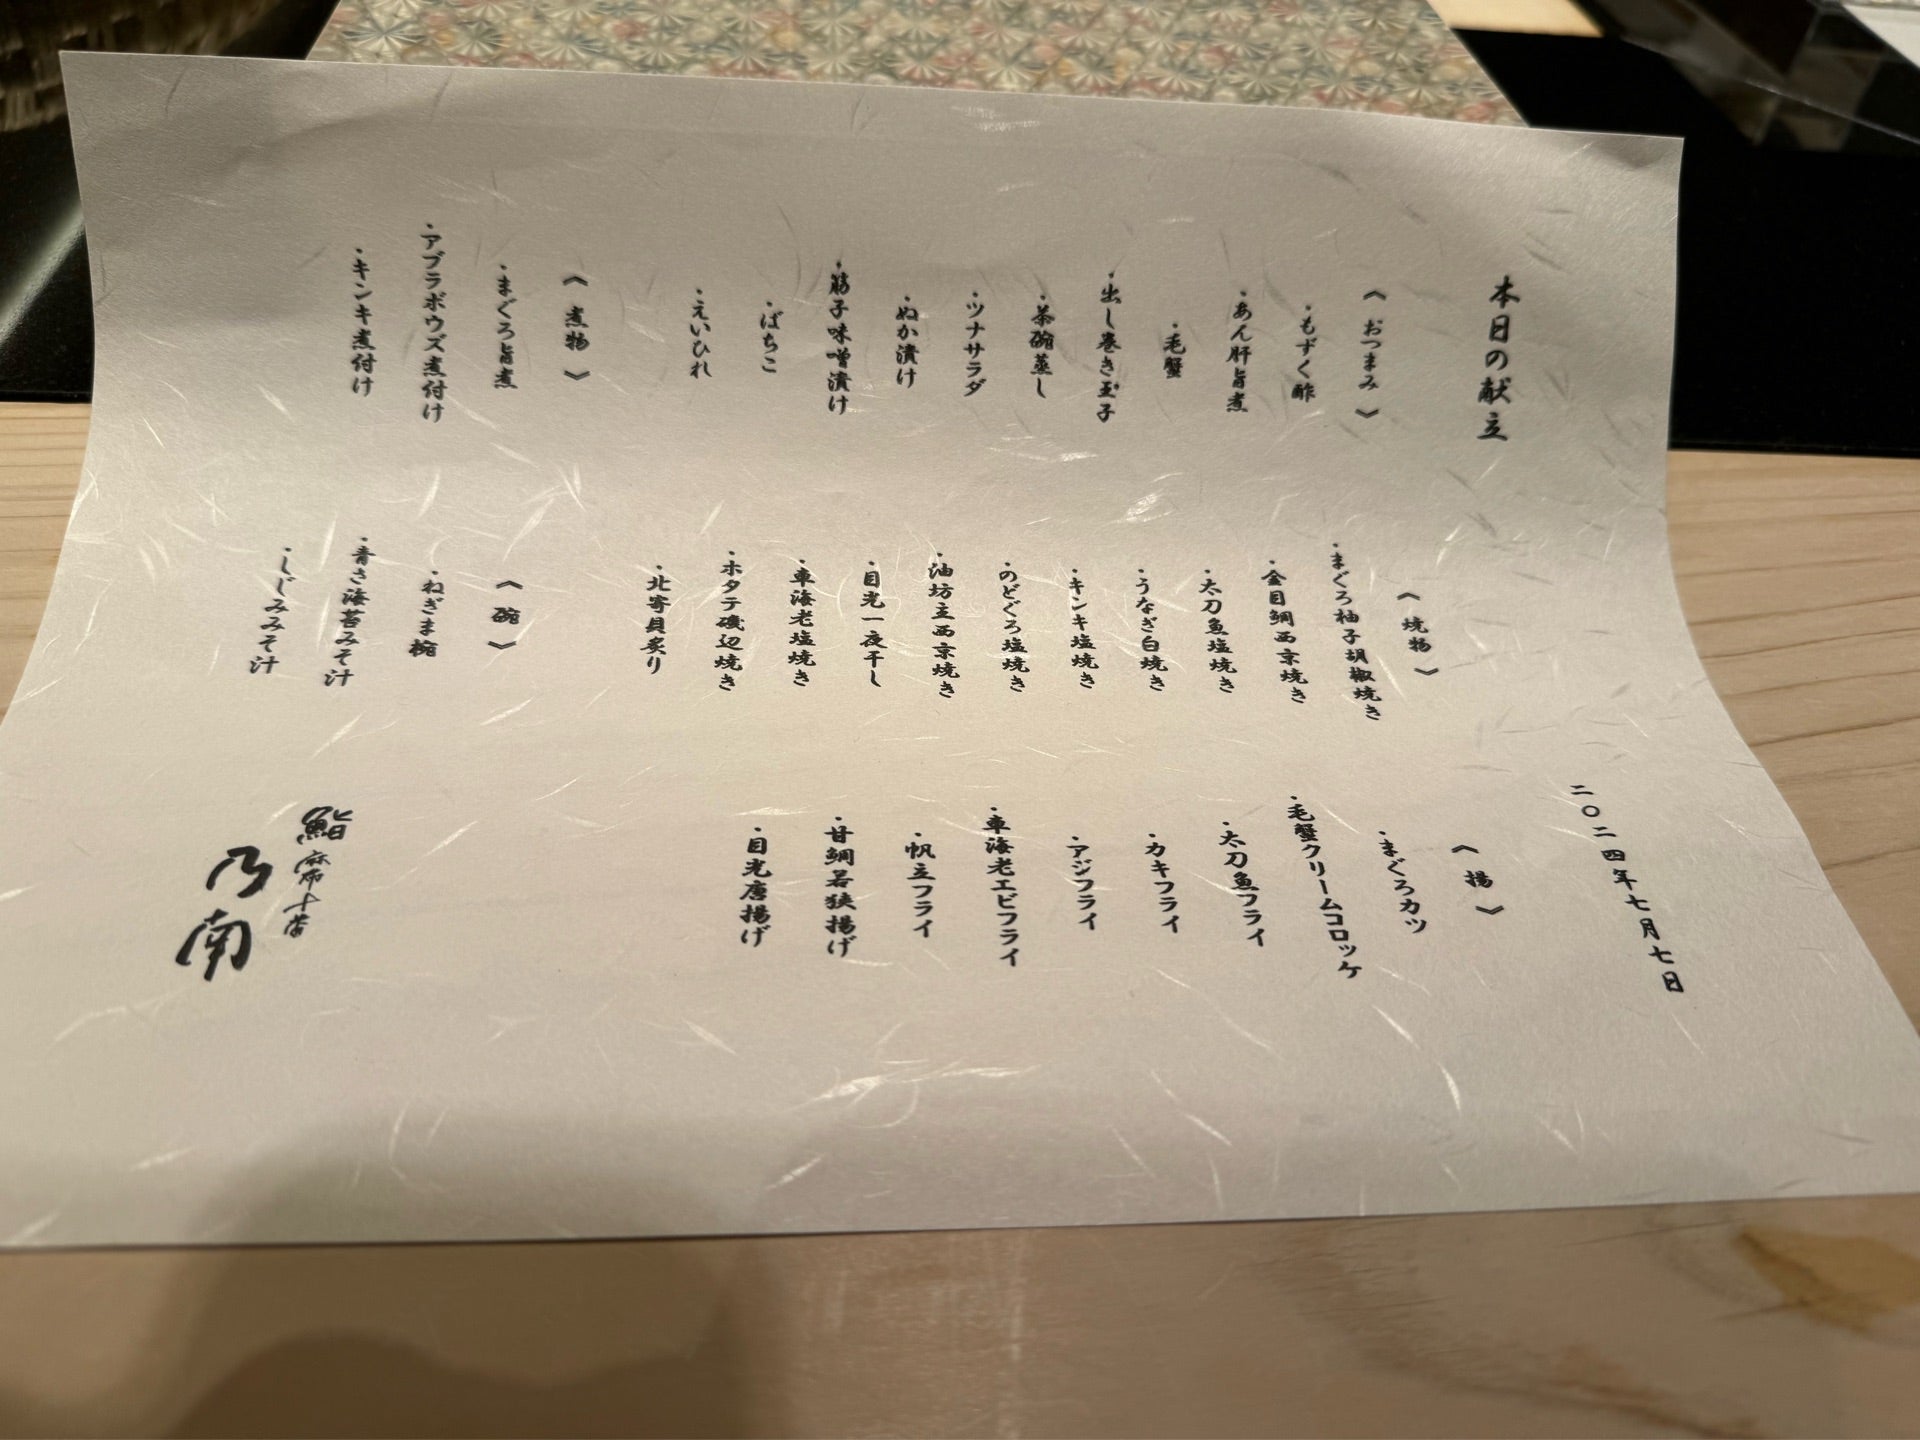 本日の献立
《おつまみ》
・もずく酢
・あん肝旨煮
・毛蟹
・出し巻き玉子
・茶碗蒸し
・ツナサラダ
・ぬか漬け
・筋子味噌漬け
・ばちこ
・えいひれ
《煮物》
・まぐろ旨煮
・アブラボウズ煮付け
・キンキ煮付け
《焼物》
・まぐろ柚子胡椒焼き
・金目鯛西京焼き
・太刀魚塩焼き
・うなぎ白焼き
・キンキ塩焼き
・のどぐろ塩焼き
・油坊主西京焼き
・目光一夜干し
・車海老塩焼き
・ホタテ磯辺焼き
・北寄貝炙り
《碗》
・ねぎま椀
・青さ海苔みそ汁
・しじみみそ汁
二〇二四年七月七日
《揚》
・まぐろカツ
・毛蟹クリームコロッケ
・太刀魚フライ
・カキフライ
・アジフライ
・車海老エビフライ
・帆立フライ
・甘鯛若狭揚げ
・目光唐揚げ
鮨麻布十番
乃南